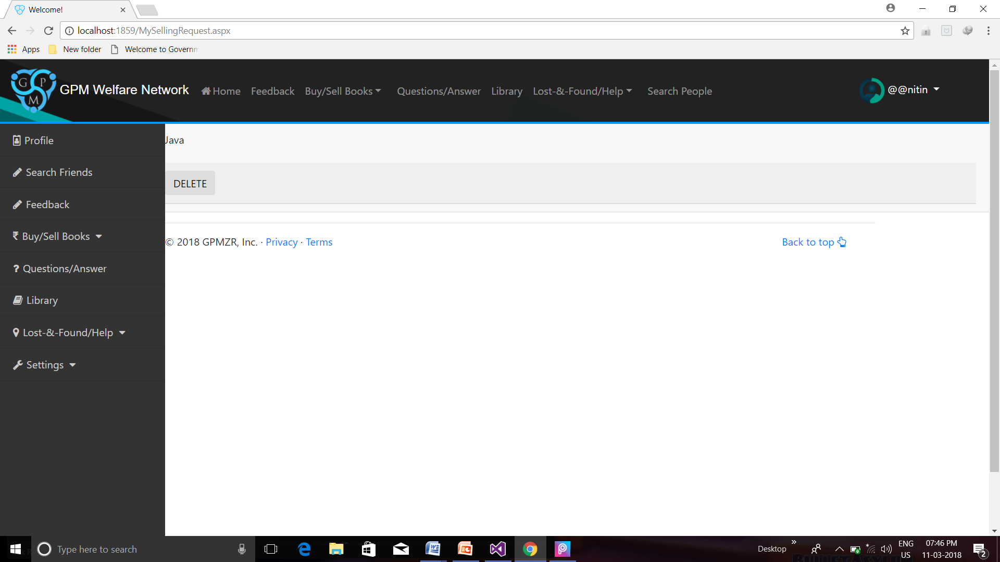 Welcome!
localhost:1859/MySellingRequest.aspx
Apps New folder Welcome to Governm
G P M
GPM Welfare Network Home Feedback Buy/Sell Books Questions/Answer Library Lost-&-Found/Help Search People @@nitin
Profile
Java
Search Friends
DELETE
Feedback
Buy/Sell Books
© 2018 GPMZR, Inc. · Privacy · Terms Back to top
? Questions/Answer
Library
Lost-&-Found/Help
Settings
Type here to search
Desktop
ENG
US
07:46 PM
11-03-2018
2